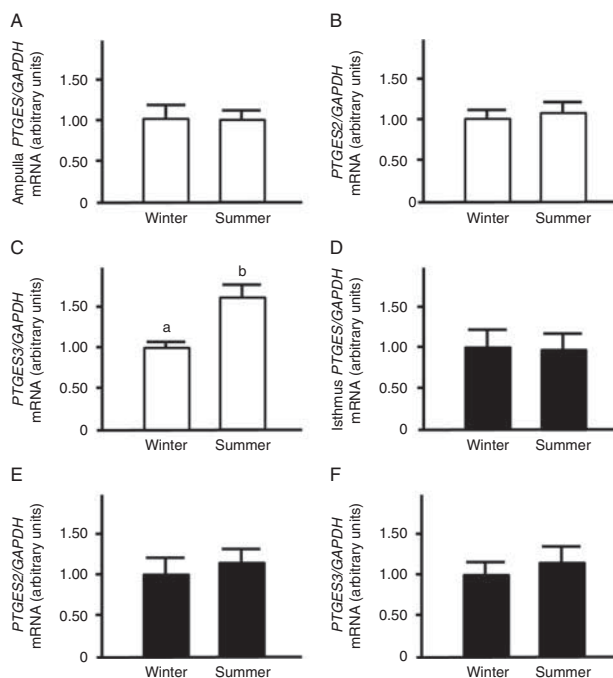 A
Ampulla PTGES/GAPDH
mRNA (arbitrary units)
1.50
1.00
0.50
0
Winter
Summer
B
PTGES2/GAPDH
mRNA (arbitrary units)
1.50
1.00
0.50
0
Winter
Summer
C
PTGES3/GAPDH
mRNA (arbitrary units)
1.50
1.00
0.50
0
a
b
Winter
Summer
D
Isthmus PTGES/GAPDH
mRNA (arbitrary units)
1.50
1.00
0.50
0
Winter
Summer
E
PTGES2/GAPDH
mRNA (arbitrary units)
1.50
1.00
0.50
0
Winter
Summer
F
PTGES3/GAPDH
mRNA (arbitrary units)
1.50
1.00
0.50
0
Winter
Summer